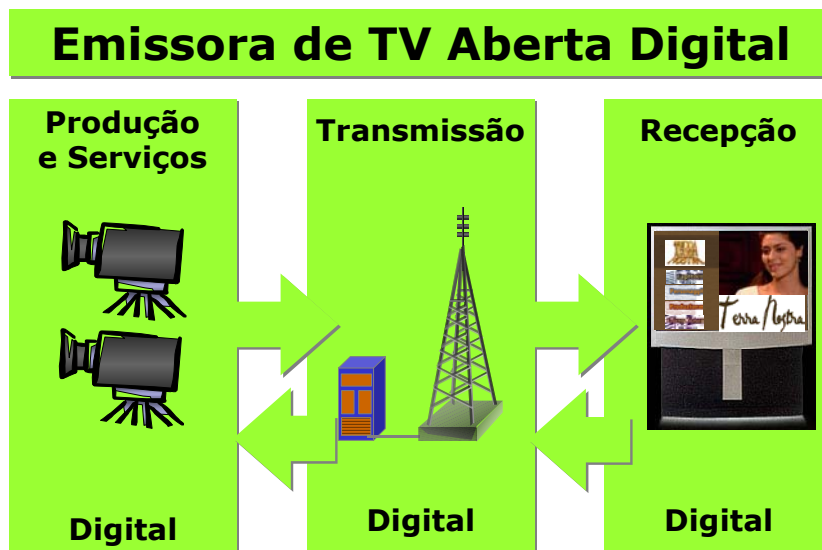 Emissora de TV Aberta Digital
Produção
e Serviços
Transmissão
Recepção
Terra Nostra
Digital
Digital
Digital